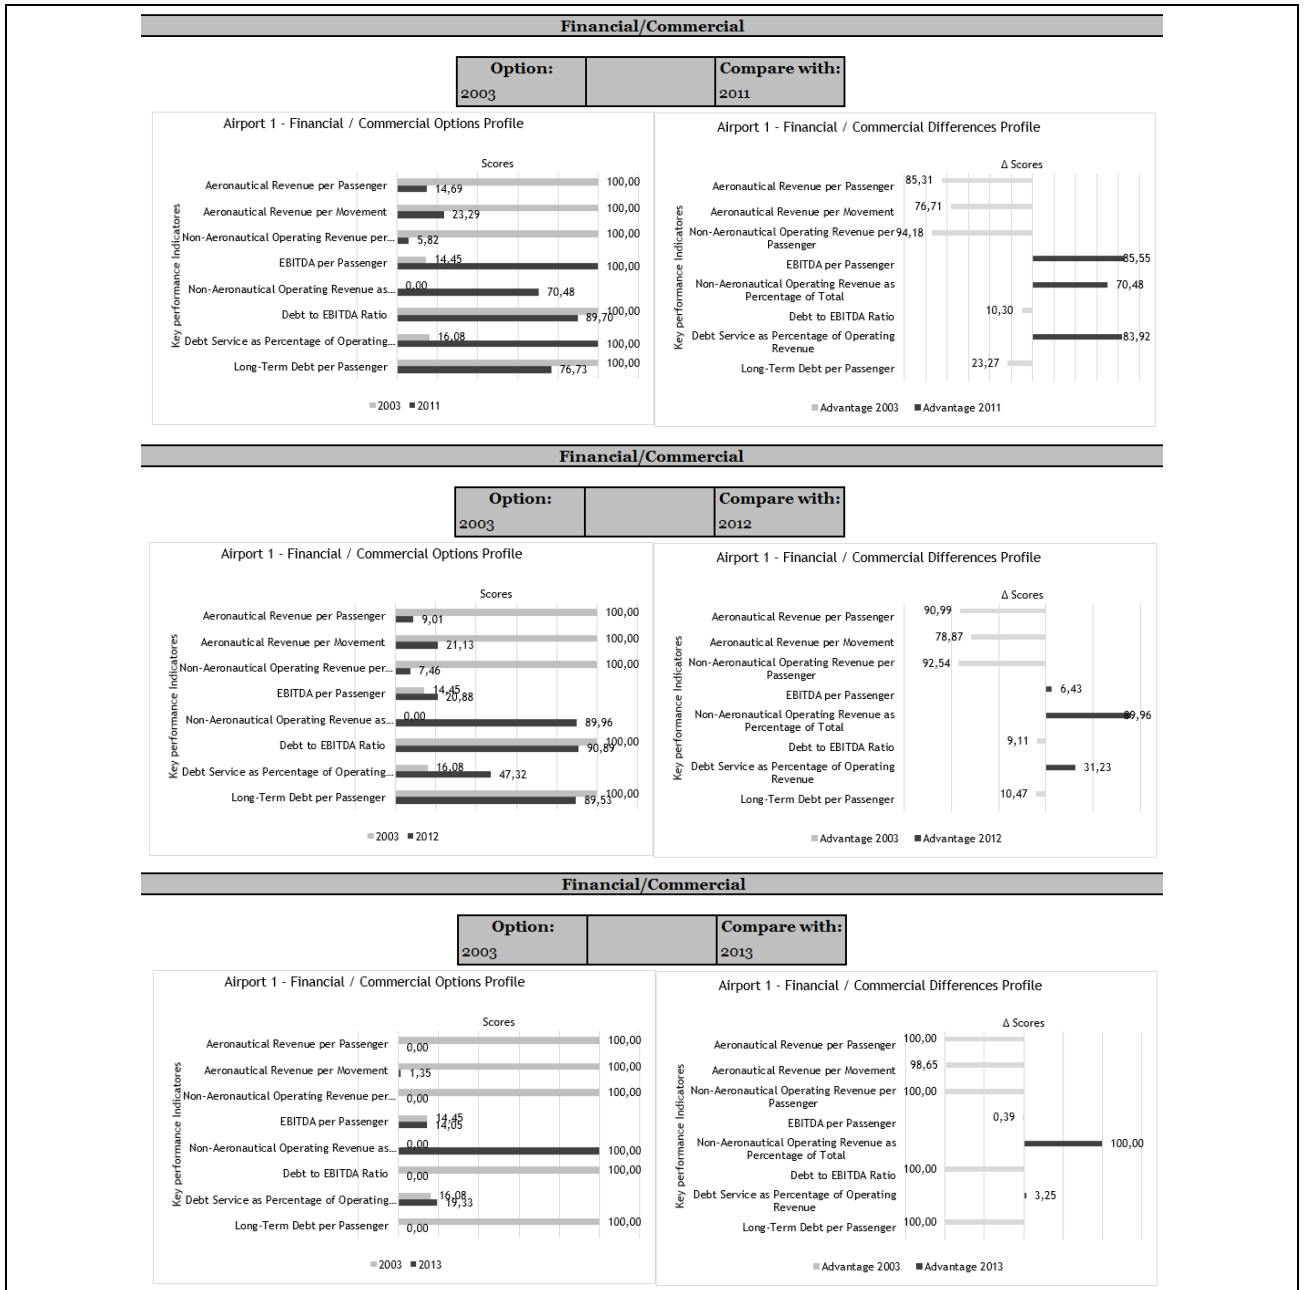 Financial/Commercial
Option:
Compare with:
2003
2011
Airport 1 - Financial / Commercial Options Profile
Scores
Key performance Indicatores
Aeronautical Revenue per Passenger
100,00
14,69
Aeronautical Revenue per Movement
100,00
23,29
Non-Aeronautical Operating Revenue per...
100,00
5,82
EBITDA per Passenger
14,45
100,00
Non-Aeronautical Operating Revenue as...
0,00
70,48
Debt to EBITDA Ratio
100,00
89,70
Debt Service as Percentage of Operating...
16,08
100,00
Long-Term Debt per Passenger
100,00
76,73
2003
2011
Airport 1 - Financial / Commercial Differences Profile
Δ Scores
Key performance Indicatores
Aeronautical Revenue per Passenger
85,31
Aeronautical Revenue per Movement
76,71
Non-Aeronautical Operating Revenue per
Passenger
94,18
EBITDA per Passenger
85,55
Non-Aeronautical Operating Revenue as
Percentage of Total
70,48
Debt to EBITDA Ratio
10,30
Debt Service as Percentage of Operating
Revenue
83,92
Long-Term Debt per Passenger
23,27
Advantage 2003
Advantage 2011
Financial/Commercial
Option:
Compare with:
2003
2012
Airport 1 - Financial / Commercial Options Profile
Scores
Key performance Indicatores
Aeronautical Revenue per Passenger
100,00
9,01
Aeronautical Revenue per Movement
100,00
21,13
Non-Aeronautical Operating Revenue per...
100,00
7,46
EBITDA per Passenger
14,45
20,88
Non-Aeronautical Operating Revenue as...
0,00
89,96
Debt to EBITDA Ratio
100,00
90,89
Debt Service as Percentage of Operating...
16,08
47,32
Long-Term Debt per Passenger
100,00
89,53
2003
2012
Airport 1 - Financial / Commercial Differences Profile
Δ Scores
Key performance Indicatores
Aeronautical Revenue per Passenger
90,99
Aeronautical Revenue per Movement
78,87
Non-Aeronautical Operating Revenue per
Passenger
92,54
EBITDA per Passenger
6,43
Non-Aeronautical Operating Revenue as
Percentage of Total
89,96
Debt to EBITDA Ratio
9,11
Debt Service as Percentage of Operating
Revenue
31,23
Long-Term Debt per Passenger
10,47
Advantage 2003
Advantage 2012
Financial/Commercial
Option:
Compare with:
2003
2013
Airport 1 - Financial / Commercial Options Profile
Scores
Key performance Indicatores
Aeronautical Revenue per Passenger
100,00
0,00
Aeronautical Revenue per Movement
100,00
1,35
Non-Aeronautical Operating Revenue per...
100,00
0,00
EBITDA per Passenger
14,45
14,05
Non-Aeronautical Operating Revenue as...
0,00
100,00
Debt to EBITDA Ratio
100,00
0,00
Debt Service as Percentage of Operating...
16,08
19,33
Long-Term Debt per Passenger
100,00
0,00
2003
2013
Airport 1 - Financial / Commercial Differences Profile
Δ Scores
Key performance Indicatores
Aeronautical Revenue per Passenger
100,00
Aeronautical Revenue per Movement
98,65
Non-Aeronautical Operating Revenue per
Passenger
100,00
EBITDA per Passenger
0,39
Non-Aeronautical Operating Revenue as
Percentage of Total
100,00
Debt to EBITDA Ratio
100,00
Debt Service as Percentage of Operating
Revenue
3,25
Long-Term Debt per Passenger
100,00
Advantage 2003
Advantage 2013